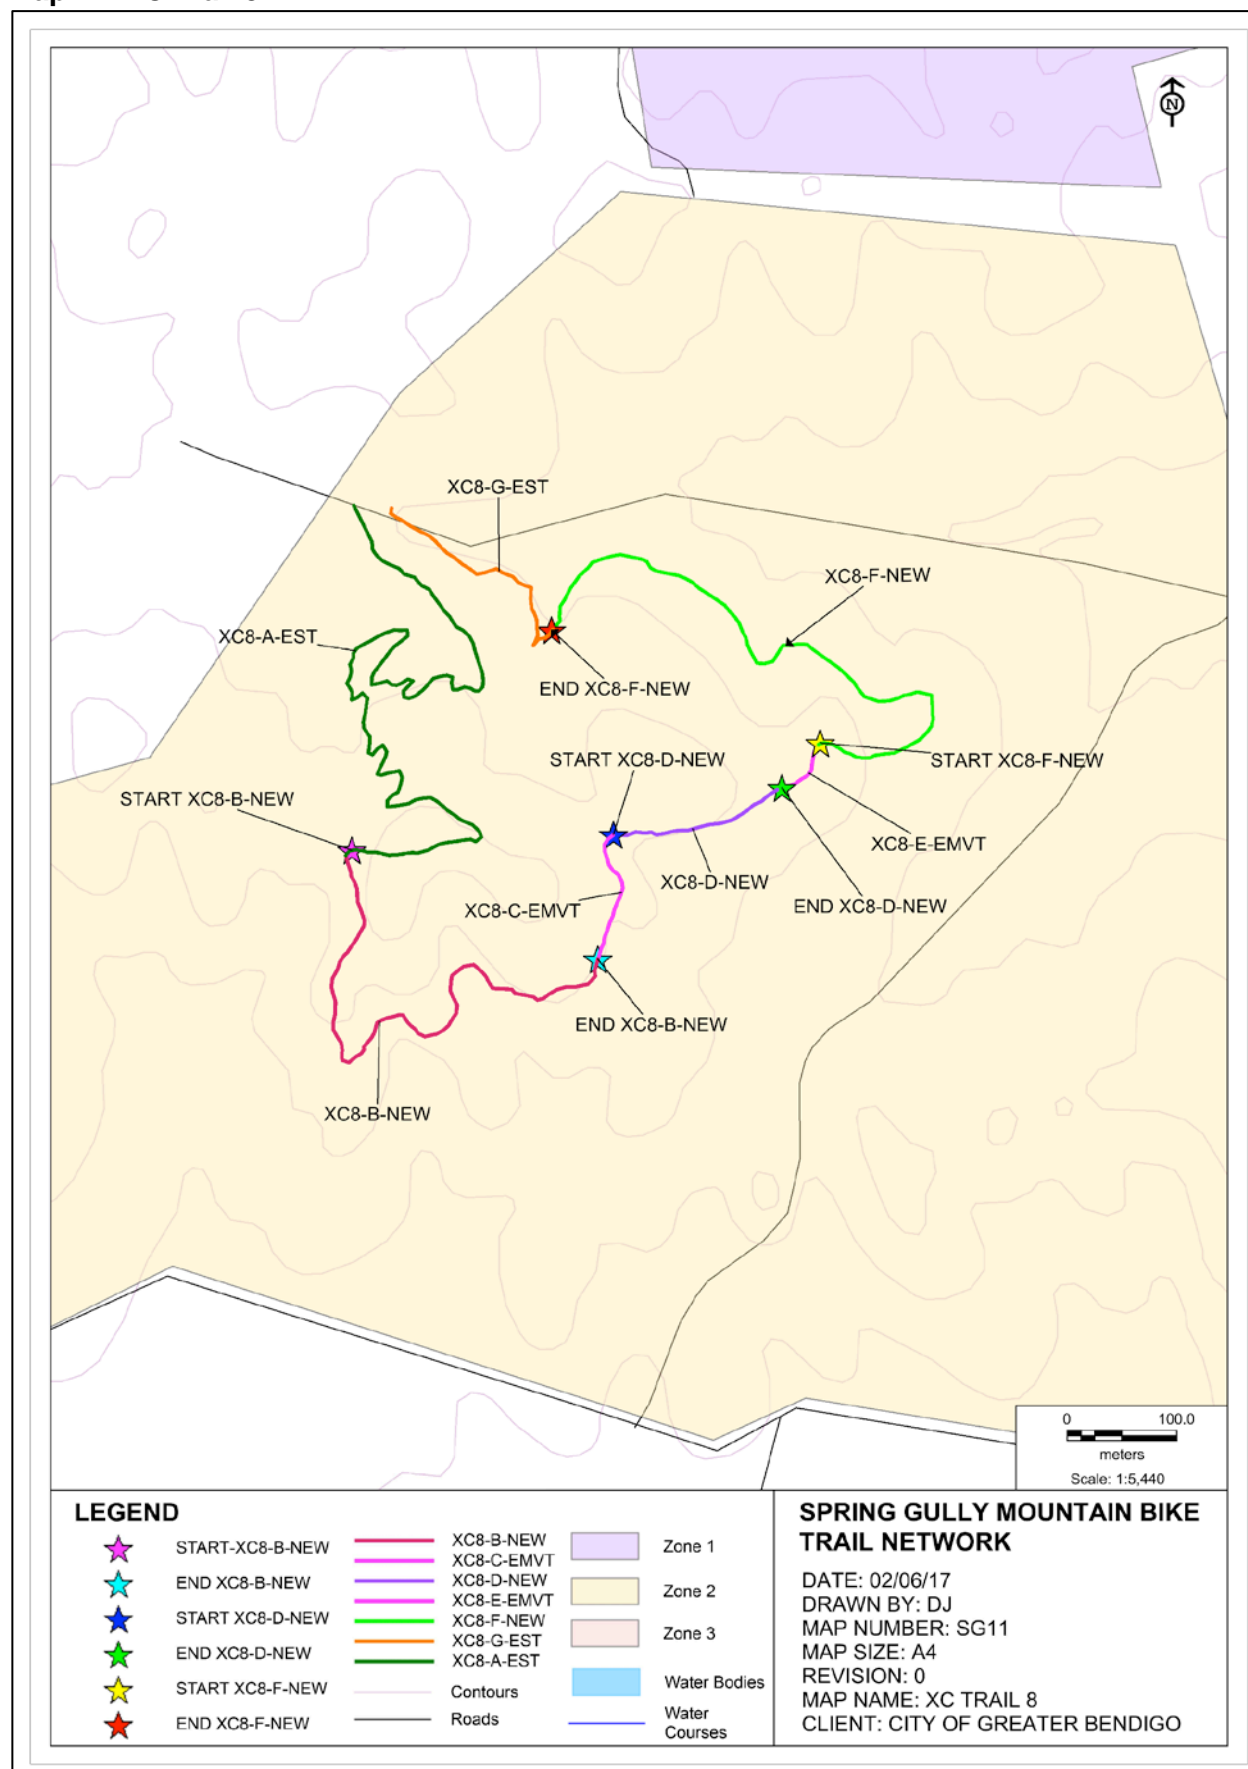 N
XC8-G-EST
XC8-F-NEW
XC8-A-EST
END XC8-F-NEW
START XC8-D-NEW
START XC8-F-NEW
START XC8-B-NEW
XC8-E-EMVT
XC8-D-NEW
END XC8-D-NEW
XC8-C-EMVT
END XC8-B-NEW
XC8-B-NEW
0 100.0
meters
Scale: 1:5,440
LEGEND
START-XC8-B-NEW
END XC8-B-NEW
START XC8-D-NEW
END XC8-D-NEW
START XC8-F-NEW
END XC8-F-NEW
XC8-B-NEW
XC8-C-EMVT
XC8-D-NEW
XC8-E-EMVT
XC8-F-NEW
XC8-G-EST
XC8-A-EST
Contours
Roads
Zone 1
Zone 2
Zone 3
Water Bodies
Water
Courses
SPRING GULLY MOUNTAIN BIKE
TRAIL NETWORK
DATE: 02/06/17
DRAWN BY: DJ
MAP NUMBER: SG11
MAP SIZE: A4
REVISION: 0
MAP NAME: XC TRAIL 8
CLIENT: CITY OF GREATER BENDIGO